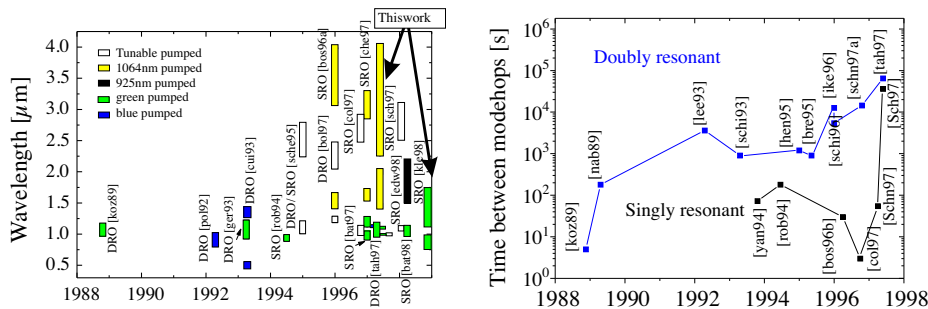 Thiswork
4.0
3.5
3.0
2.5
2.0
1.5
1.0
0.5
Wavelength [μm]
Tunable pumped
1064nm pumped
925nm pumped
green pumped
blue pumped
DRO [koz89]
DRO [pol92]
DRO [ger93]
DRO [cui93]
SRO [rob94]
DRO/ SRO [sche95]
SRO [bos96a]
DRO [bol97]
SRO [bat97]
SRO [col97]
SRO [che97]
DRO [tah97]
SRO [sch97]
SRO [edw98]
SRO [bat98]
SRO [kle98]
1988
1990
1992
1994
1996
1988
1990
1992
1994
1996
1998
Time between modehops [s]
10⁶
10⁵
10⁴
10³
10²
10¹
10⁰
Doubly resonant
Singly resonant
[koz89]
[nab89]
[lee93]
[schi93]
[hen95]
[bre95]
[schi96]
[ike96]
[schn97a]
[tah97]
[yan94]
[rob94]
[bos96b]
[col97]
[Schn97]
[Sch97]